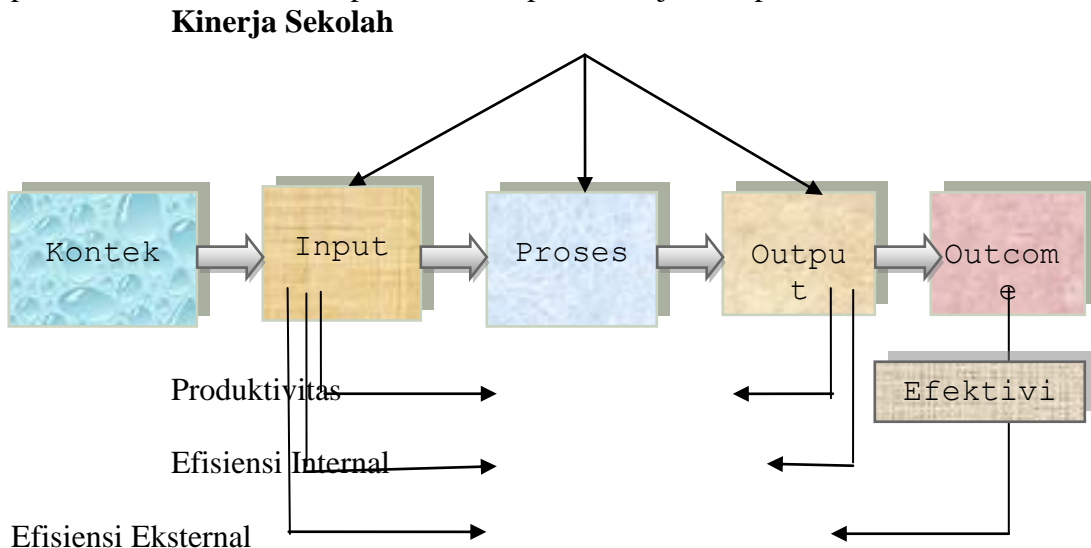 Kinerja Sekolah
Kontek
Input
Proses
Outpu
t
Outcom
e
Produktivitas
Efektivi
Efisiensi Internal
Efisiensi Eksternal